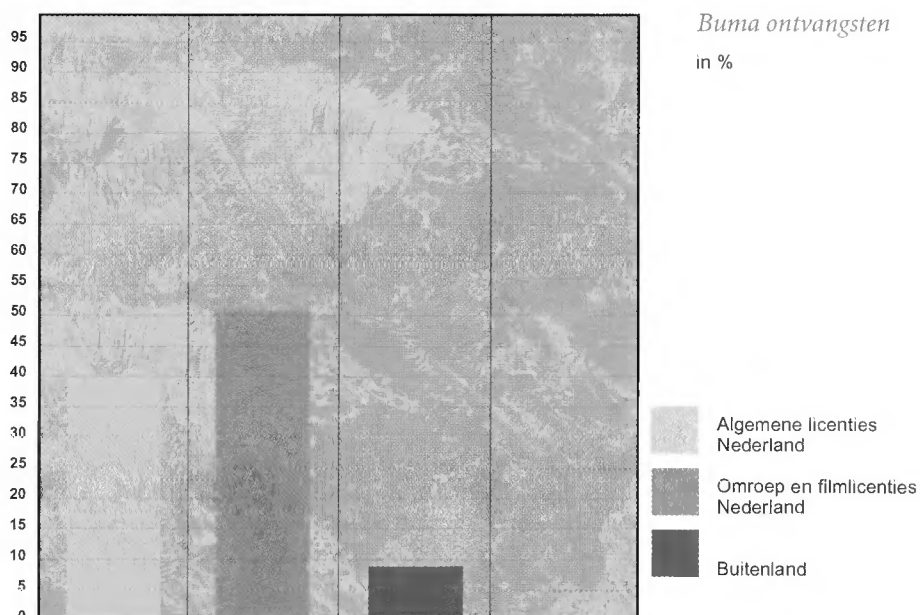 Buma ontvangsten
in %
95
90
85
80
75
70
65
60
55
50
45
40
35
30
25
20
15
10
5
0
Algemene licenties
Nederland
Omroep en filmlicenties
Nederland
Buitenland